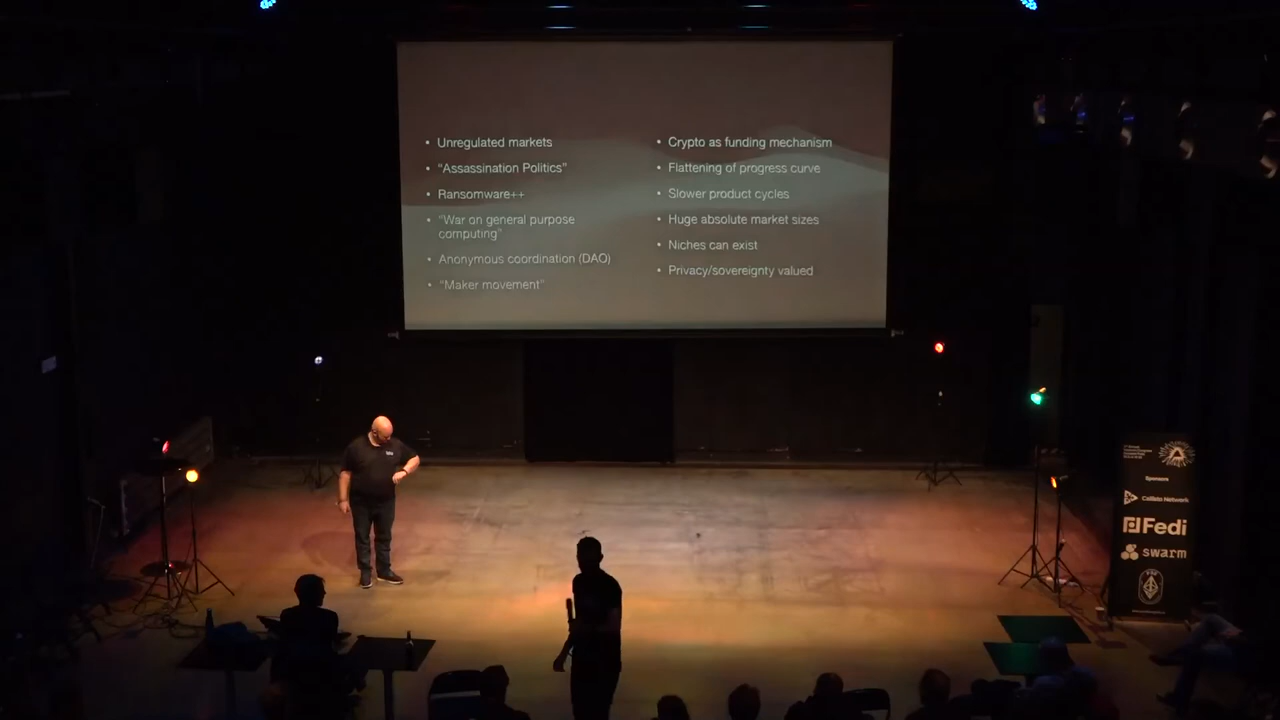 • Unregulated markets
• "Assassination Politics"
• Ransomware++
• "War on general purpose
computing"
• Anonymous coordination (DAO)
• "Maker movement"
• Crypto as funding mechanism
• Flattening of progress curve
• Slower product cycles
• Huge absolute market sizes
• Niches can exist
• Privacy/sovereignty valued
Sponsors
Callisto Network
Fedi
swarm